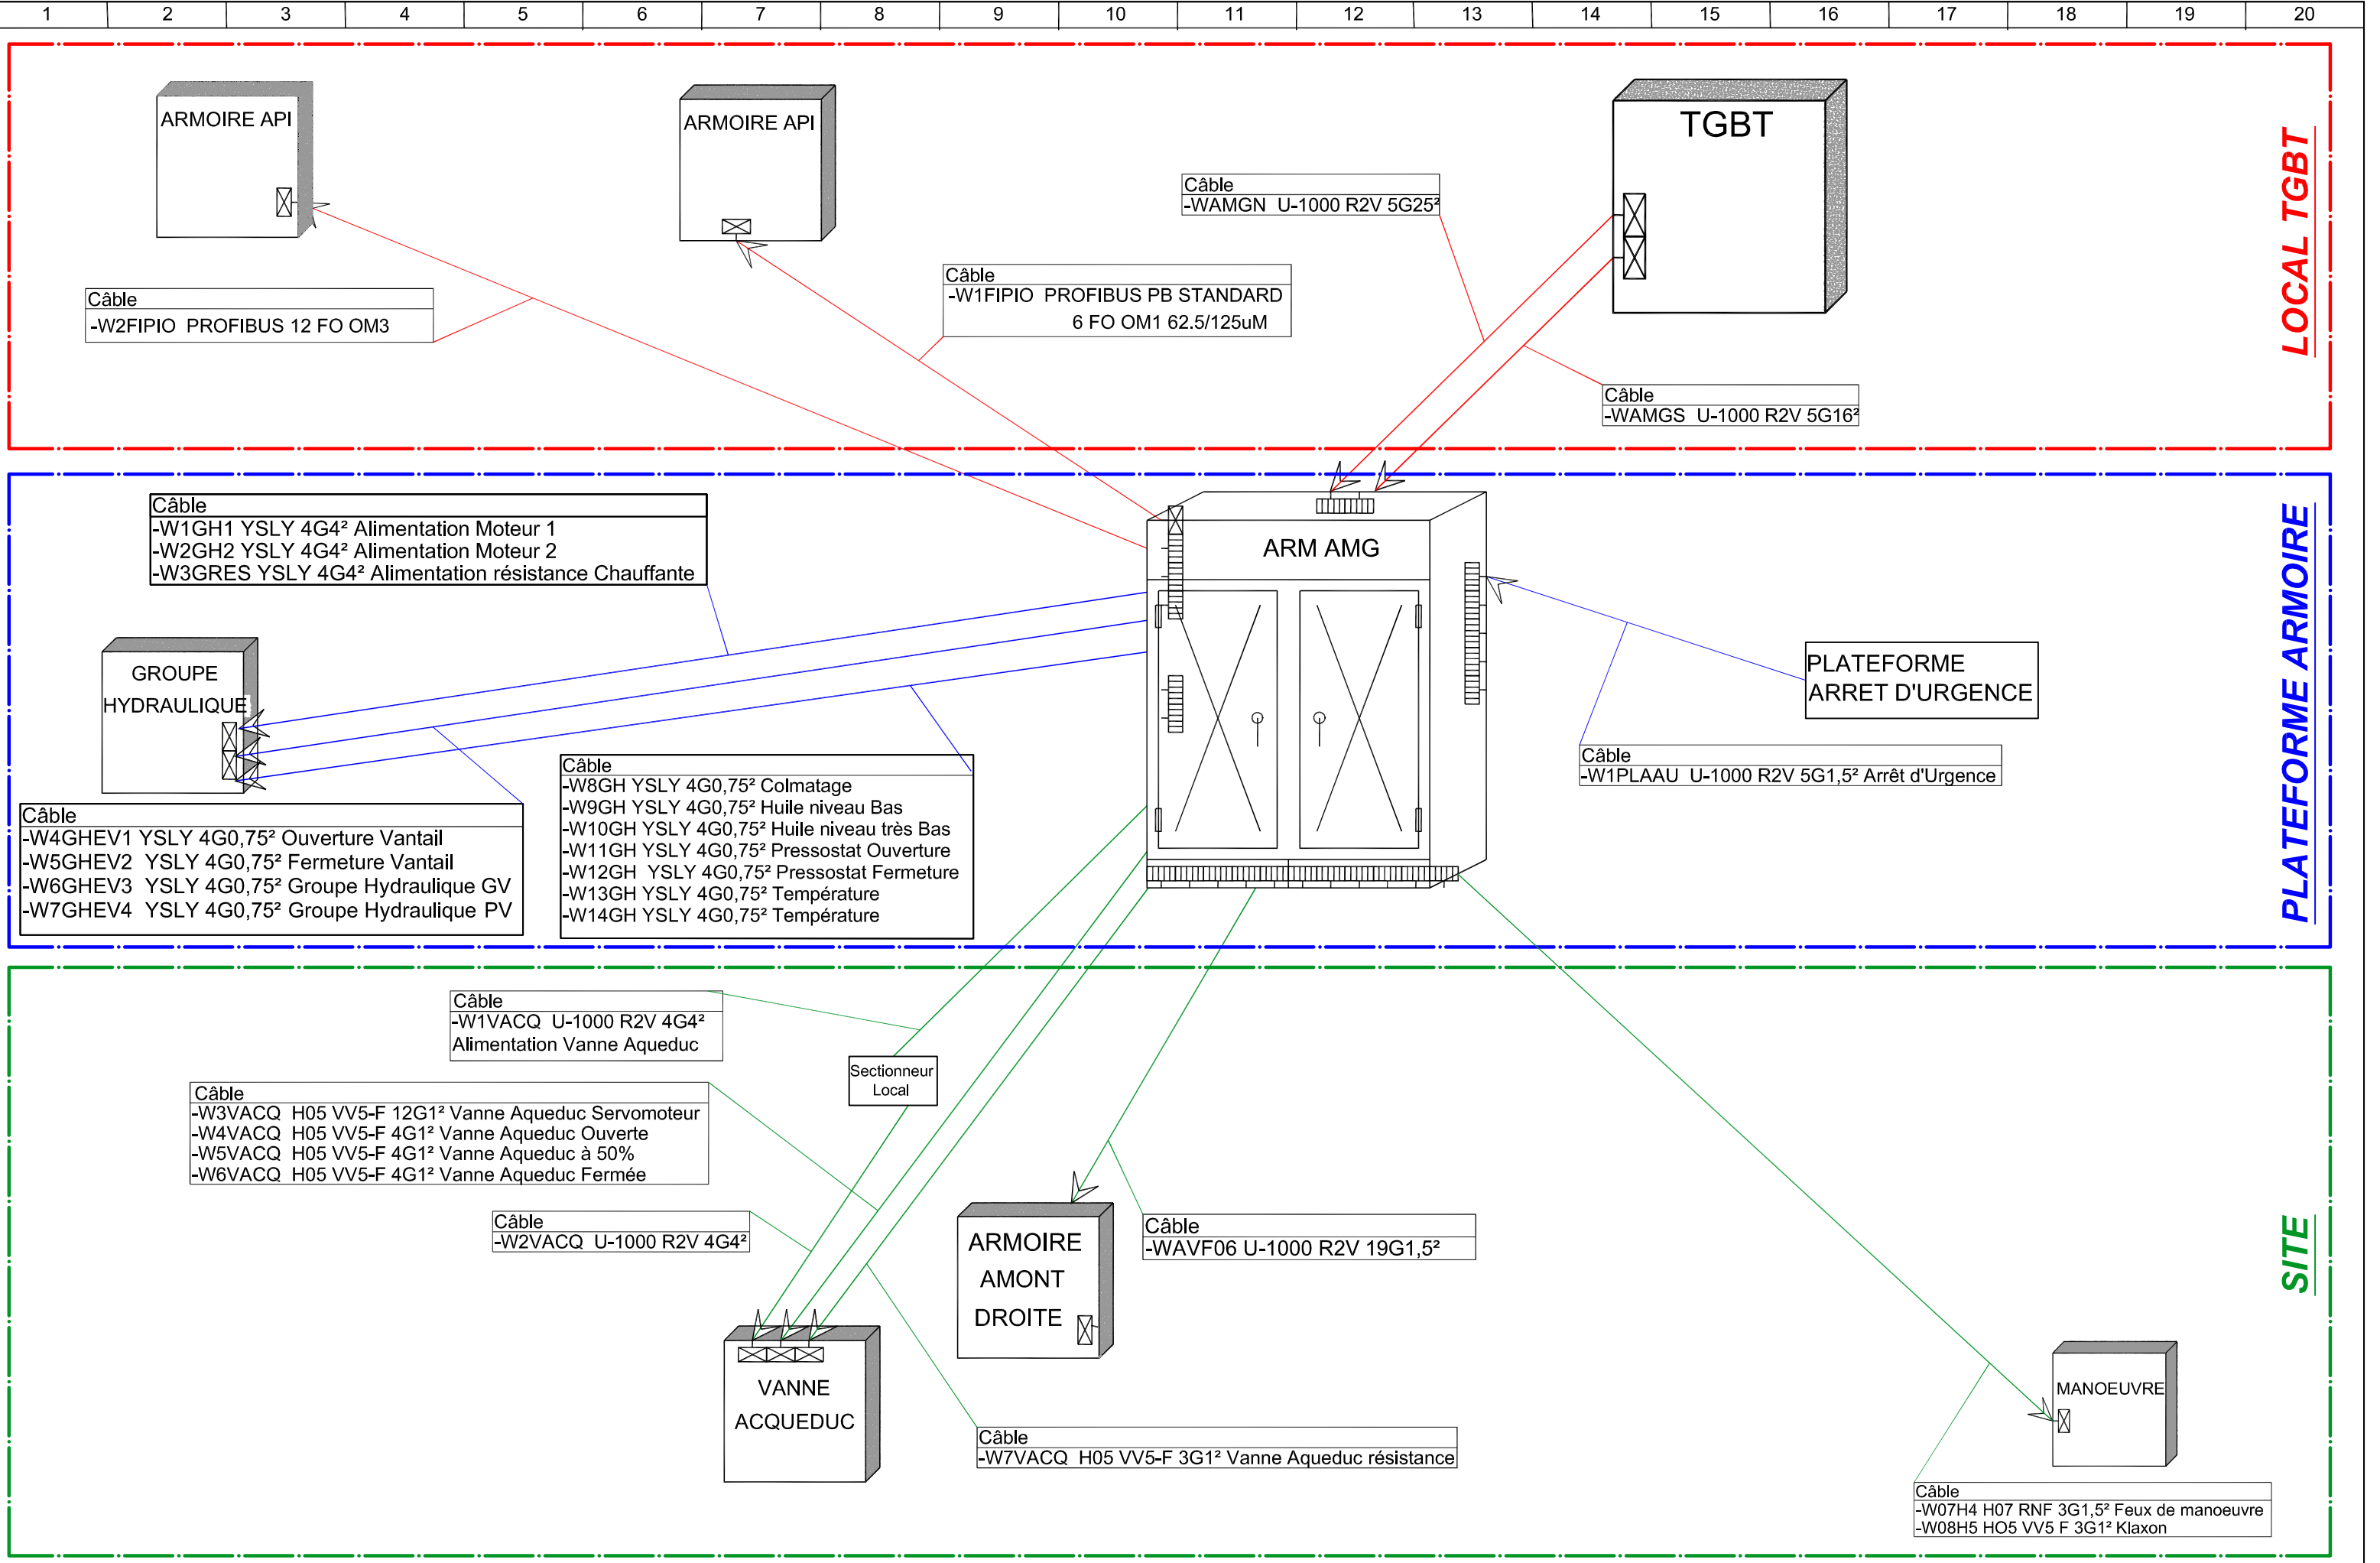 1 2 3 4 5 6 7 8 9 10 11 12 13 14 15 16 17 18 19 20
ARMOIRE API
ARMOIRE API
TGBT
LOCAL TGBT
Câble
-WAMGN U-1000 R2V 5G25²
Câble
-W1FIPIO PROFIBUS PB STANDARD
6 FO OM1 62.5/125uM
Câble
-W2FIPIO PROFIBUS 12 FO OM3
Câble
-WAMGS U-1000 R2V 5G16²
PLATEFORME ARMOIRE
Câble
-W1GH1 YSLY 4G4² Alimentation Moteur 1
-W2GH2 YSLY 4G4² Alimentation Moteur 2
-W3GRES YSLY 4G4² Alimentation résistance Chauffante
ARM AMG
GROUPE
HYDRAULIQUE
PLATEFORME
ARRET D'URGENCE
Câble
-W1PLAAU U-1000 R2V 5G1,5² Arrêt d'Urgence
Câble
-W4GHEV1 YSLY 4G0,75² Ouverture Vantail
-W5GHEV2 YSLY 4G0,75² Fermeture Vantail
-W6GHEV3 YSLY 4G0,75² Groupe Hydraulique GV
-W7GHEV4 YSLY 4G0,75² Groupe Hydraulique PV
Câble
-W8GH YSLY 4G0,75² Colmatage
-W9GH YSLY 4G0,75² Huile niveau Bas
-W10GH YSLY 4G0,75² Huile niveau très Bas
-W11GH YSLY 4G0,75² Pressostat Ouverture
-W12GH YSLY 4G0,75² Pressostat Fermeture
-W13GH YSLY 4G0,75² Température
-W14GH YSLY 4G0,75² Température
SITE
Câble
-W1VACQ U-1000 R2V 4G4²
Alimentation Vanne Aqueduc
Sectionneur
Local
Câble
-W3VACQ H05 VV5-F 12G1² Vanne Aqueduc Servomoteur
-W4VACQ H05 VV5-F 4G1² Vanne Aqueduc Ouverte
-W5VACQ H05 VV5-F 4G1² Vanne Aqueduc à 50%
-W6VACQ H05 VV5-F 4G1² Vanne Aqueduc Fermée
Câble
-W2VACQ U-1000 R2V 4G4²
ARMOIRE
AMONT
DROITE
Câble
-WAVF06 U-1000 R2V 19G1,5²
VANNE
ACQUEDUC
Câble
-W7VACQ H05 VV5-F 3G1² Vanne Aqueduc résistance
MANOEUVRE
Câble
-W07H4 H07 RNF 3G1,5² Feux de manoeuvre
-W08H5 HO5 VV5 F 3G1² Klaxon